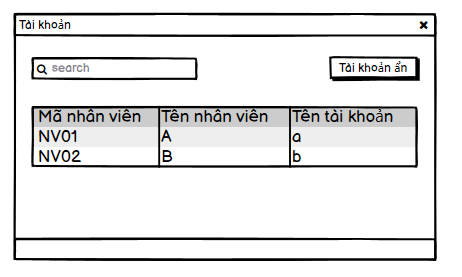 Tài khoản
search
Tài khoản ẩn
Mã nhân viên Tên nhân viên Tên tài khoản
NV01 A a
NV02 B b